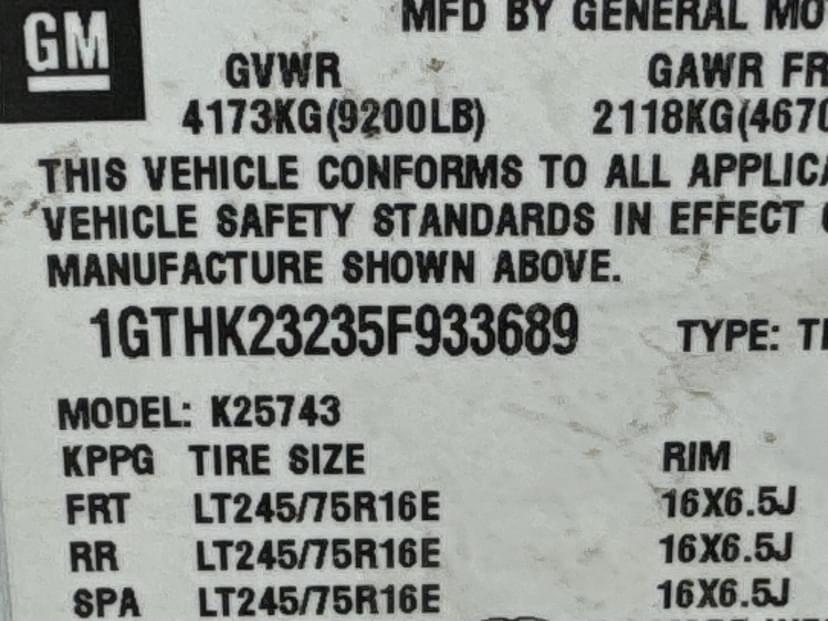 GM
MFD BY GENERAL MO
GVWR GAWR FR
4173KG(9200LB) 2118KG(4670
THIS VEHICLE CONFORMS TO ALL APPLICA
VEHICLE SAFETY STANDARDS IN EFFECT
MANUFACTURE SHOWN ABOVE.
1GTHK23235F933689 TYPE: T
MODEL: K25743
KPPG TIRE SIZE RIM
FRT LT245/75R16E 16X6.5J
RR LT245/75R16E 16X6.5J
SPA LT245/75R16E 16X6.5J